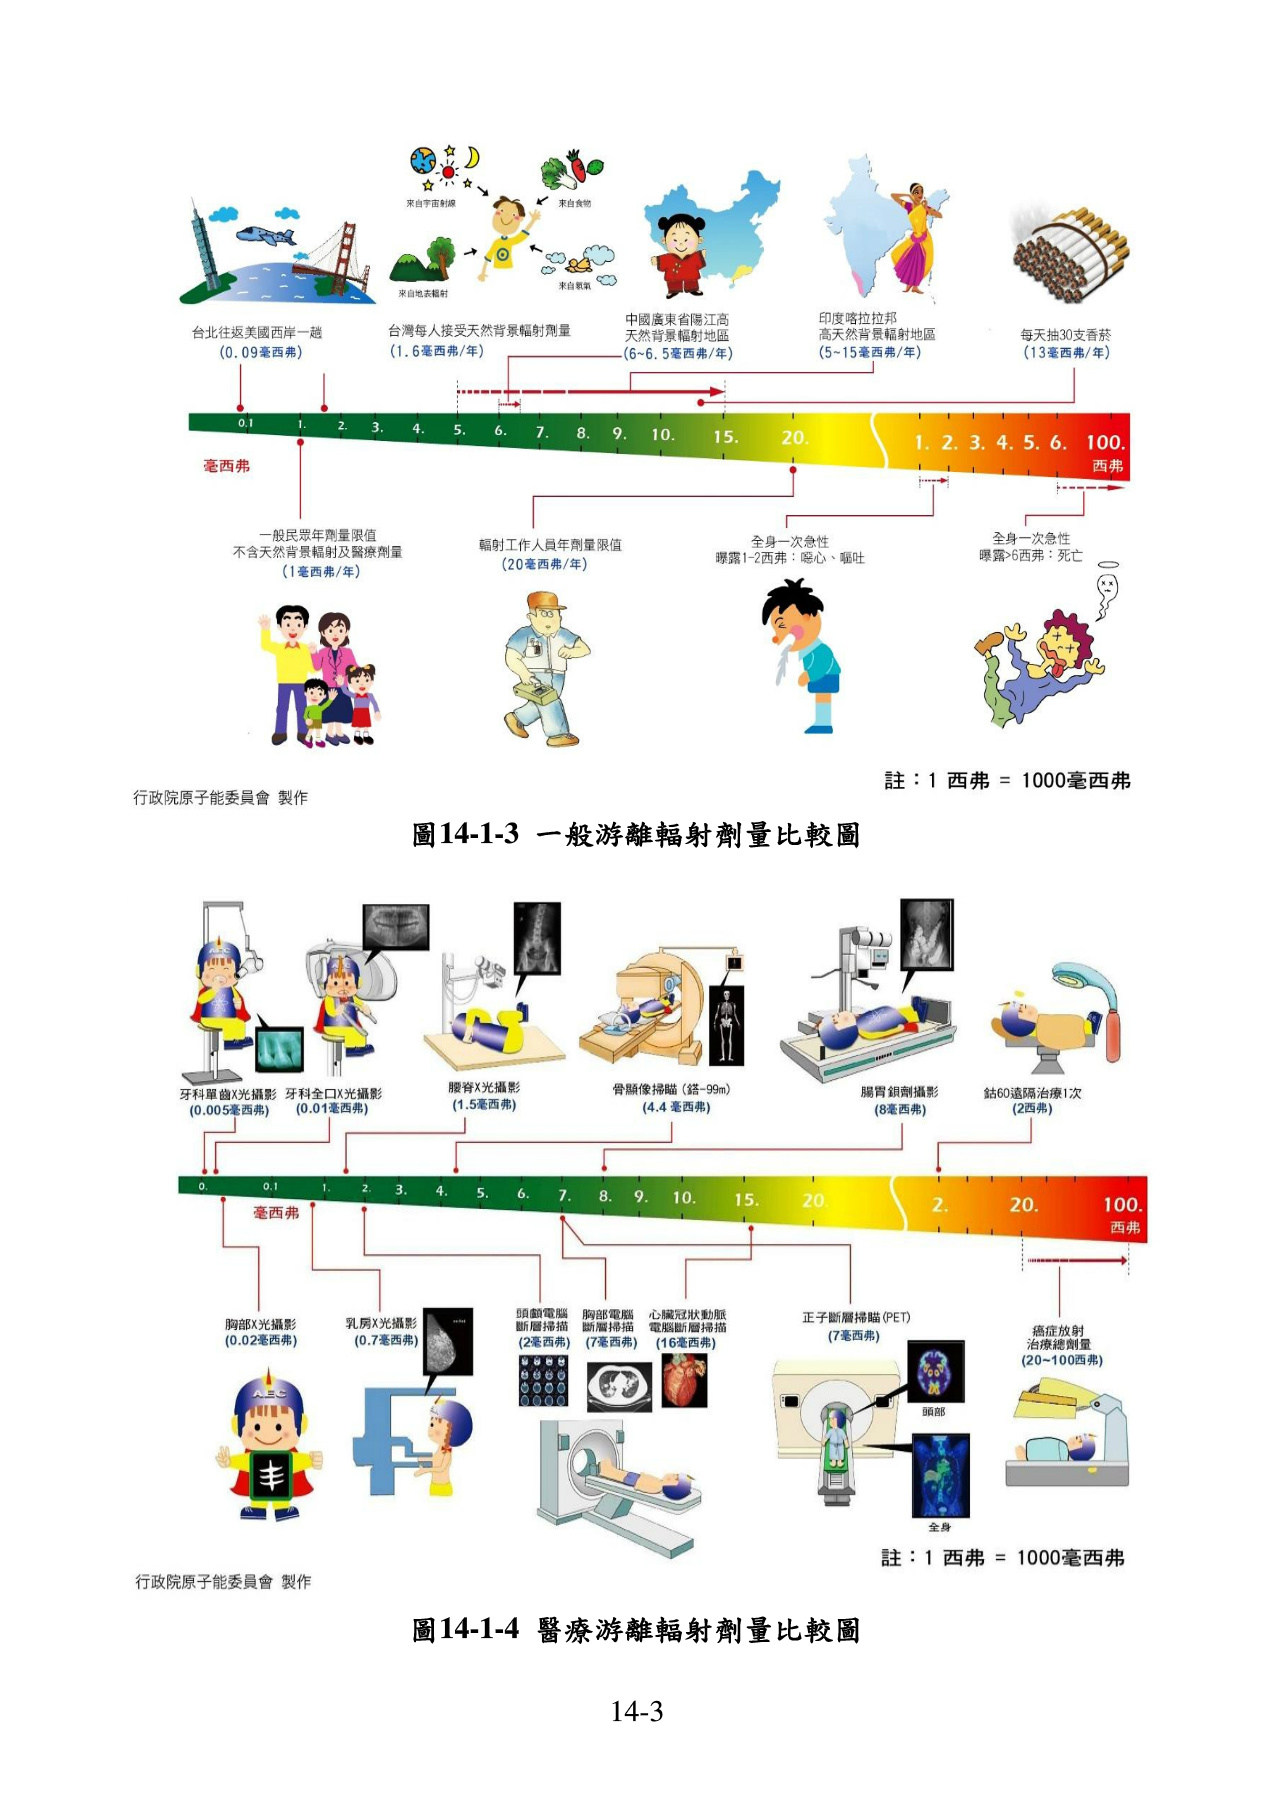 來自宇宙射線
來自食物
來自地表輻射
來自氡氣
台北往返美國西岸一趟
(0.09毫西弗)
台灣每人接受天然背景輻射劑量
(1.6毫西弗/年)
中國廣東省陽江高
天然背景輻射地區
(6~6.5毫西弗/年)
印度喀拉拉邦
高天然背景輻射地區
(5~15毫西弗/年)
每天抽30支香菸
(13毫西弗/年)
0.1 1. 2. 3. 4. 5. 6. 7. 8. 9. 10. 15. 20. 1. 2. 3. 4. 5. 6. 100.
毫西弗
西弗
一般民眾年劑量限值
不含天然背景輻射及醫療劑量
(1毫西弗/年)
輻射工作人員年劑量限值
(20毫西弗/年)
全身一次急性
曝露1-2西弗：噁心、嘔吐
全身一次急性
曝露>6西弗：死亡
註：1 西弗 = 1000毫西弗
行政院原子能委員會 製作
圖14-1-3 一般游離輻射劑量比較圖
牙科單齒X光攝影
(0.005毫西弗)
牙科全口X光攝影
(0.01毫西弗)
腰脊X光攝影
(1.5毫西弗)
骨顯像掃瞄(鎝-99m)
(4.4 毫西弗)
腸胃鋇劑攝影
(8毫西弗)
鈷60遠隔治療1次
(2西弗)
0. 0.1 1. 2. 3. 4. 5. 6. 7. 8. 9. 10. 15. 20. 2. 20. 100.
毫西弗
西弗
胸部X光攝影
(0.02毫西弗)
乳房X光攝影
(0.7毫西弗)
頭顱電腦
斷層掃描
(2毫西弗)
胸部電腦
斷層掃描
(7毫西弗)
心臟冠狀動脈
電腦斷層掃描
(16毫西弗)
正子斷層掃瞄(PET)
(7毫西弗)
癌症放射
治療總劑量
(20~100西弗)
AEC
頭部
全身
註：1 西弗 = 1000毫西弗
行政院原子能委員會 製作
圖14-1-4 醫療游離輻射劑量比較圖
14-3